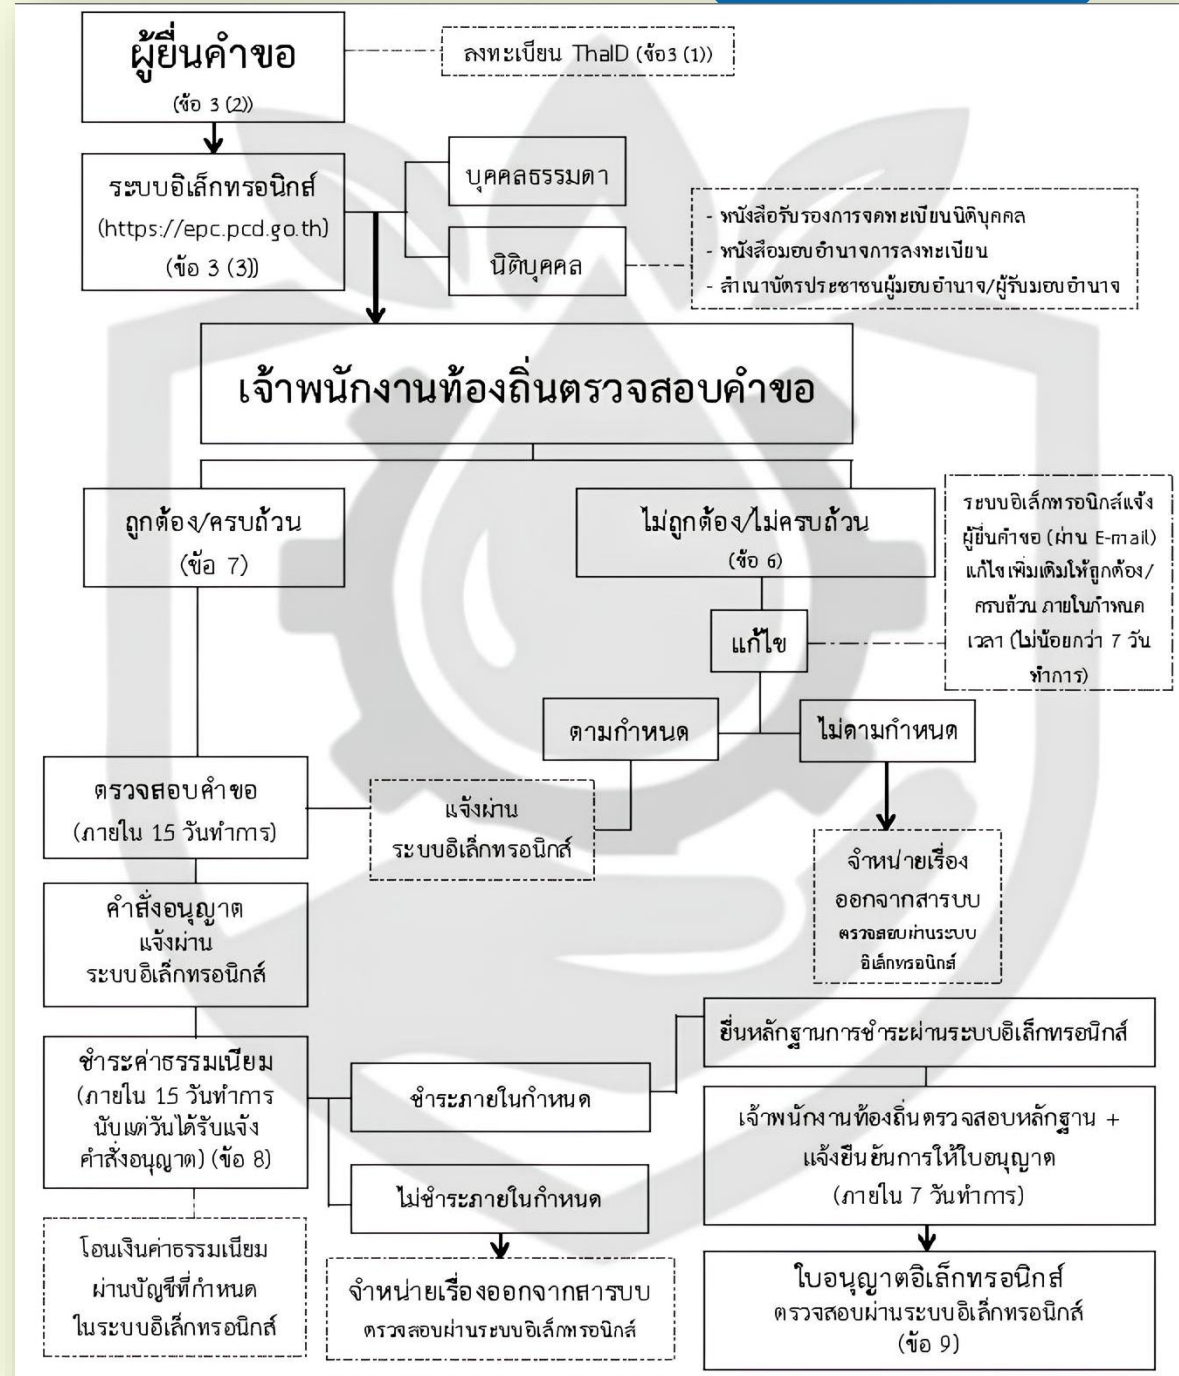 ผู้ยื่นคำขอ
(ข้อ 3 (2))
ลงทะเบียน ThaID (ข้อ3 (1))
ระบบอิเล็กทรอนิกส์
(https://epc.pcd.go.th)
(ข้อ 3 (3))
บุคคลธรรมดา
นิติบุคคล
- หนังสือรับรองการจดทะเบียนนิติบุคคล
- หนังสือมอบอำนาจการลงทะเบียน
- สำเนาบัตรประชาชนผู้มอบอำนาจ/ผู้รับมอบอำนาจ
เจ้าพนักงานท้องถิ่นตรวจสอบคำขอ
ถูกต้อง/ครบถ้วน
(ข้อ 7)
ไม่ถูกต้อง/ไม่ครบถ้วน
(ข้อ 6)
ระบบอิเล็กทรอนิกส์แจ้ง
ผู้ยื่นคำขอ (ผ่าน E-mail)
แก้ไขเพิ่มเติมให้ถูกต้อง/
ครบถ้วน ภายในกำหนด
เวลา (ไม่น้อยกว่า 7 วัน
ทำการ)
แก้ไข
ตามกำหนด
ไม่ตามกำหนด
ตรวจสอบคำขอ
(ภายใน 15 วันทำการ)
แจ้งผ่าน
ระบบอิเล็กทรอนิกส์
จำหน่ายเรื่อง
ออกจากสารบบ
ตรวจสอบผ่านระบบ
อิเล็กทรอนิกส์
คำสั่งอนุญาต
แจ้งผ่าน
ระบบอิเล็กทรอนิกส์
ชำระค่าธรรมเนียม
(ภายใน 15 วันทำการ
นับแต่วันได้รับแจ้ง
คำสั่งอนุญาต) (ข้อ 8)
ชำระภายในกำหนด
ไม่ชำระภายในกำหนด
ยื่นหลักฐานการชำระผ่านระบบอิเล็กทรอนิกส์
เจ้าพนักงานท้องถิ่นตรวจสอบหลักฐาน +
แจ้งยืนยันการให้ใบอนุญาต
(ภายใน 7 วันทำการ)
โอนเงินค่าธรรมเนียม
ผ่านบัญชีที่กำหนด
ในระบบอิเล็กทรอนิกส์
จำหน่ายเรื่องออกจากสารบบ
ตรวจสอบผ่านระบบอิเล็กทรอนิกส์
ใบอนุญาตอิเล็กทรอนิกส์
ตรวจสอบผ่านระบบอิเล็กทรอนิกส์
(ข้อ 9)